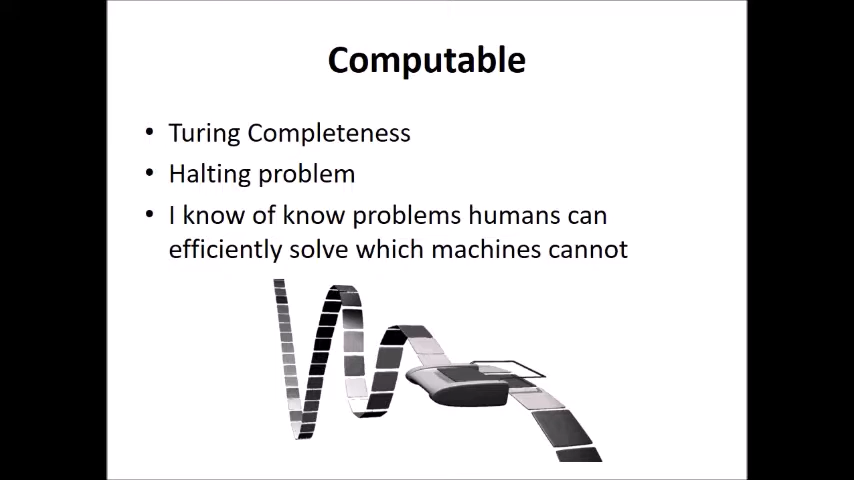 Computable
• Turing Completeness
• Halting problem
• I know of know problems humans can
efficiently solve which machines cannot